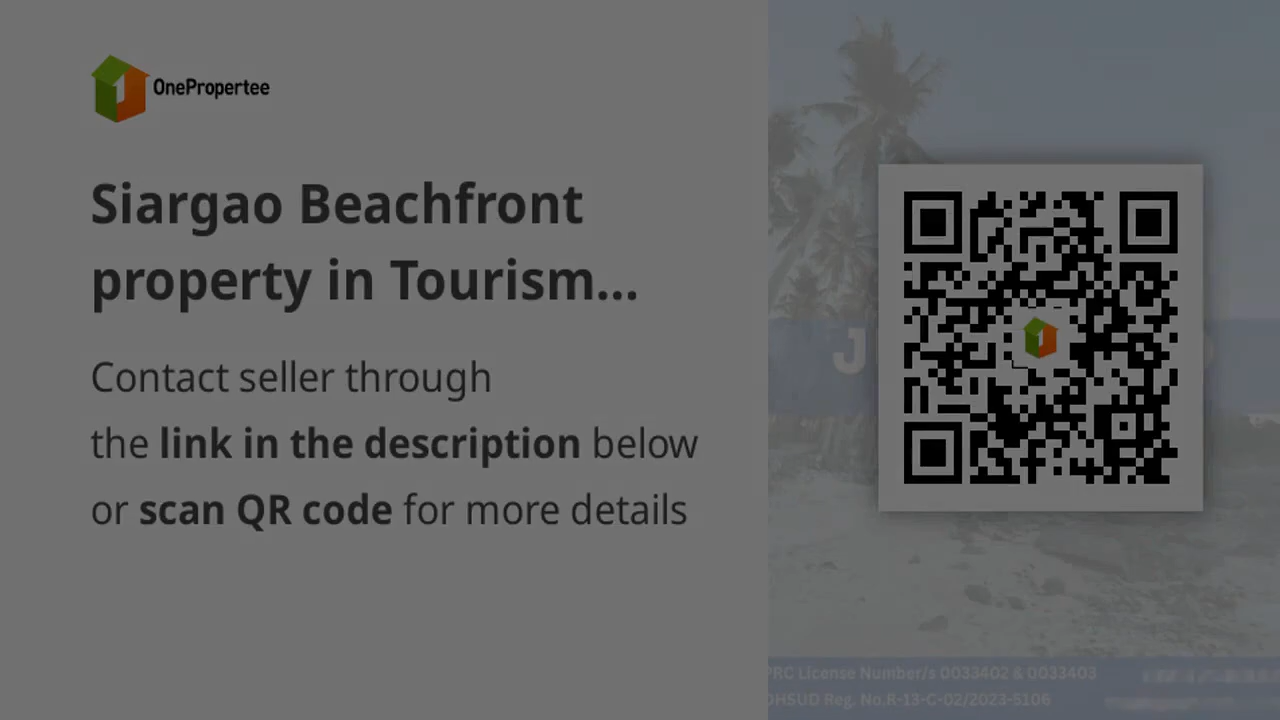 OnePropertee
Siargao Beachfront
property in Tourism...
Contact seller through
the link in the description below
or scan QR code for more details
J
PRC License Number/s 0033402 & 0033403
DHSUD Reg. No.R-13-C-02/2023-5106